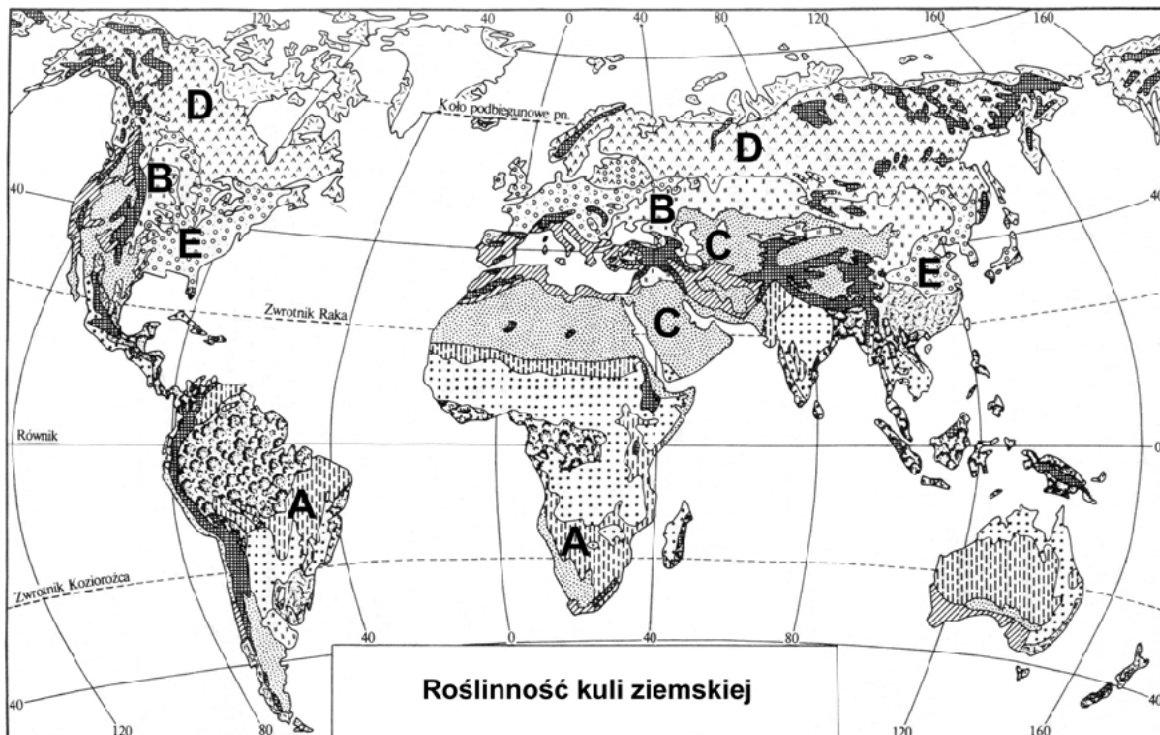 120 40 0 40 80 120 160 160
Koło podbiegunowe pn.
D
D
40
B
B
40
E
C
E
Zwrotnik Raka
C
Równik
0
A
A
Zwrotnik Koziorożca
40
0
40
80
40
80
120
160
40
120
Roślinność kuli ziemskiej